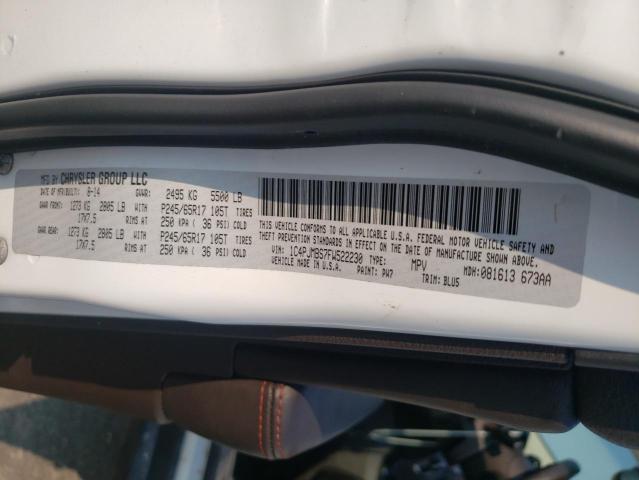 MFG BY CHRYSLER GROUP LLC
DATE OF MFR/BUILT: 8-14 GVWR: 2495 KG 5500 LB
GAWR FRONT: 1273 KG 2805 LB WITH P245/65R17 105T TIRES
17X7.5 RIMS AT 250 KPA ( 36 PSI) COLD
GAWR REAR: 1273 KG 2805 LB WITH P245/65R17 105T TIRES
17X7.5 RIMS AT 250 KPA ( 36 PSI) COLD
THIS VEHICLE CONFORMS TO ALL APPLICABLE U.S.A. FEDERAL MOTOR VEHICLE SAFETY AND
THEFT PREVENTION STANDARDS IN EFFECT ON THE DATE OF MANUFACTURE SHOWN ABOVE.
VIN: 1C4PJMBS7FW522230 TYPE: MPV MDH: 081613 673AA
VEHICLE MADE IN U.S.A. PAINT: PW7 TRIM: BLUS